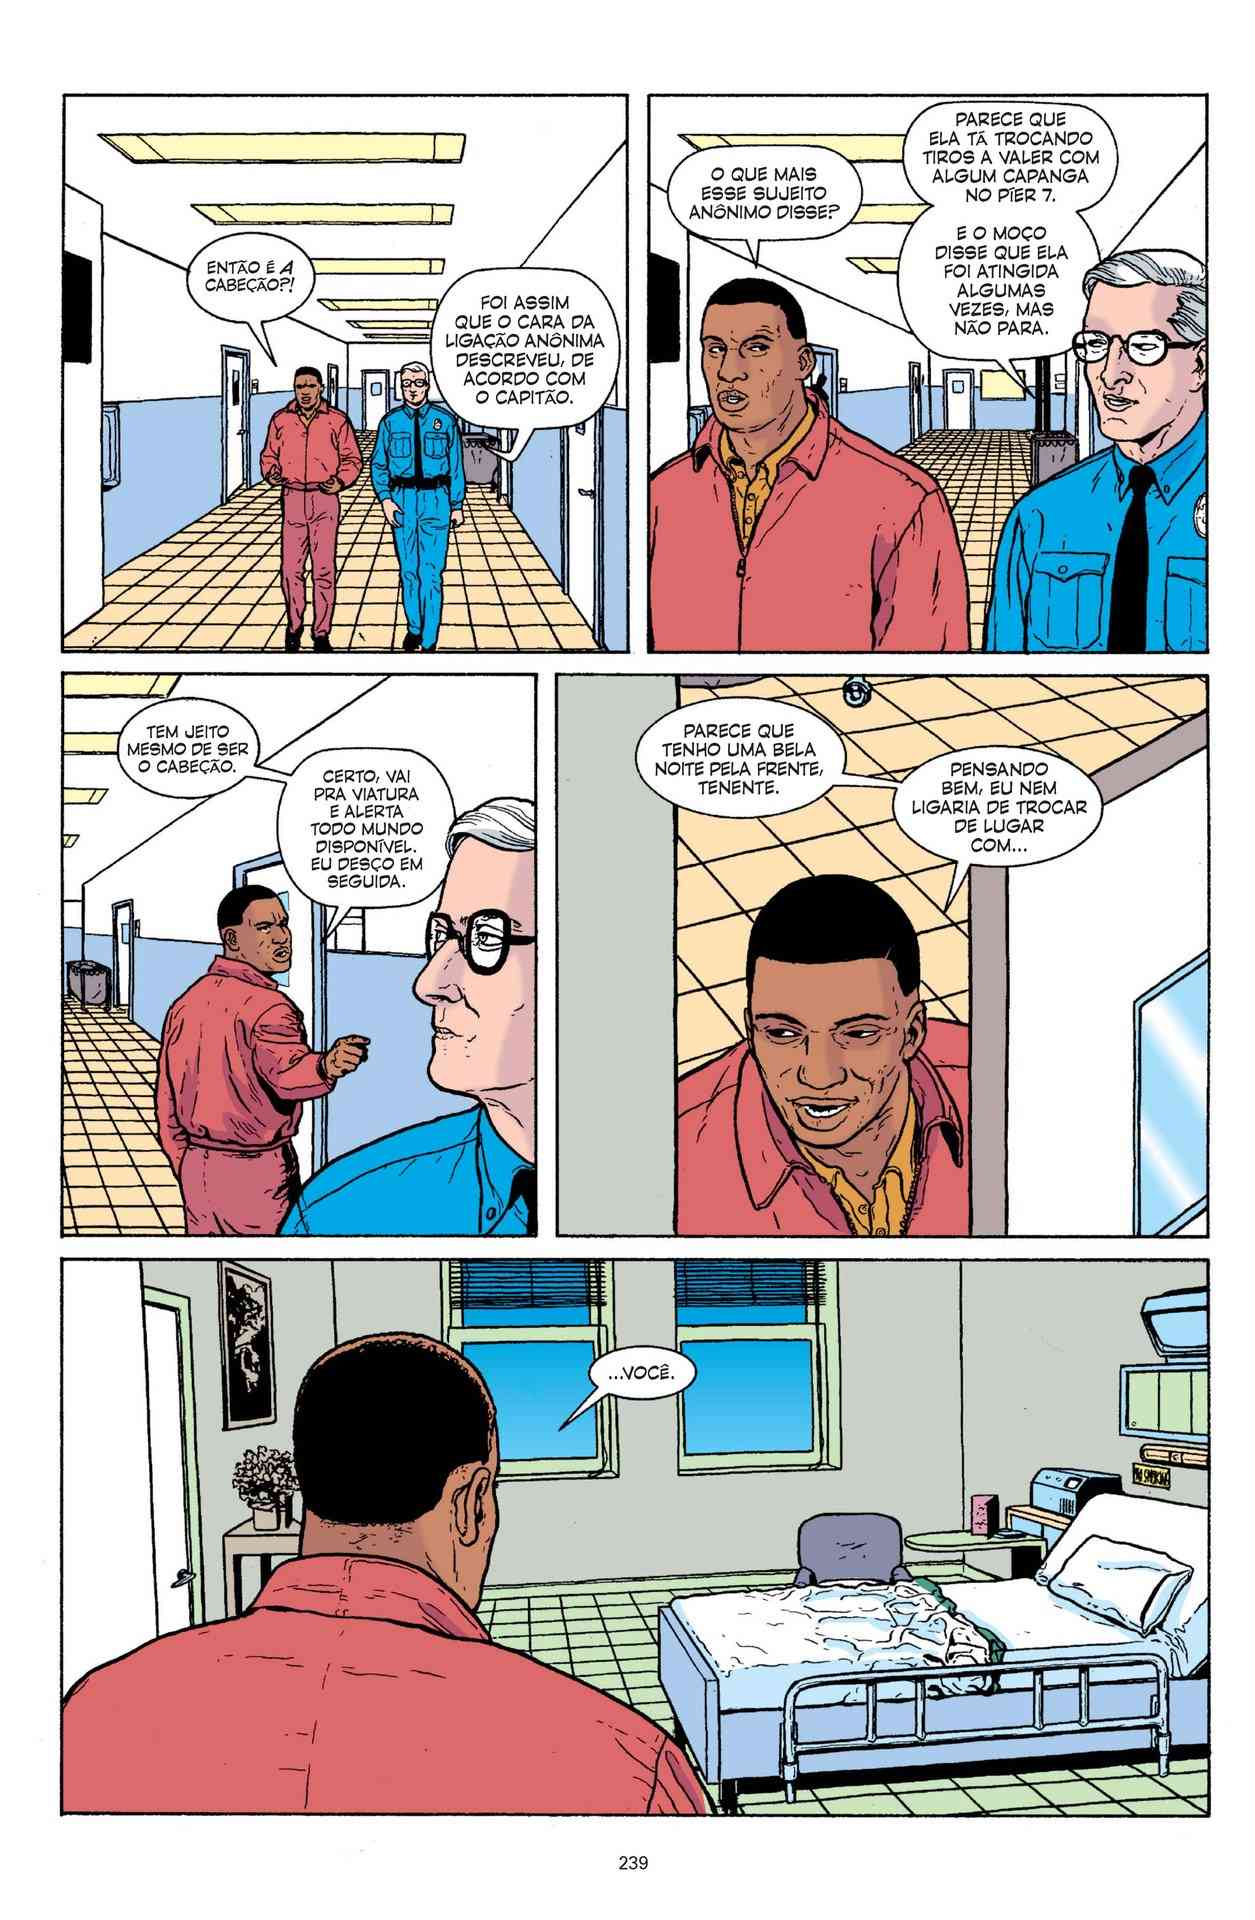 ENTÃO É A
CABEÇÃO?!
FOI ASSIM
QUE O CARA DA
LIGAÇÃO ANÔNIMA
DESCREVEU, DE
ACORDO COM
O CAPITÃO.
O QUE MAIS
ESSE SUJEITO
ANÔNIMO DISSE?
PARECE QUE
ELA TÁ TROCANDO
TIROS A VALER COM
ALGUM CAPANGA
NO PÍER 7.
E O MOÇO
DISSE QUE ELA
FOI ATINGIDA
ALGUMAS
VEZES, MAS
NÃO PARA.
TEM JEITO
MESMO DE SER
O CABEÇÃO.
CERTO, VAI
PRA VIATURA
E ALERTA
TODO MUNDO
DISPONÍVEL.
EU DESÇO EM
SEGUIDA.
PARECE QUE
TENHO UMA BELA
NOITE PELA FRENTE,
TENENTE.
PENSANDO
BEM, EU NEM
LIGARIA DE TROCAR
DE LUGAR
COM...
...VOCÊ.
NO SMOKING
239